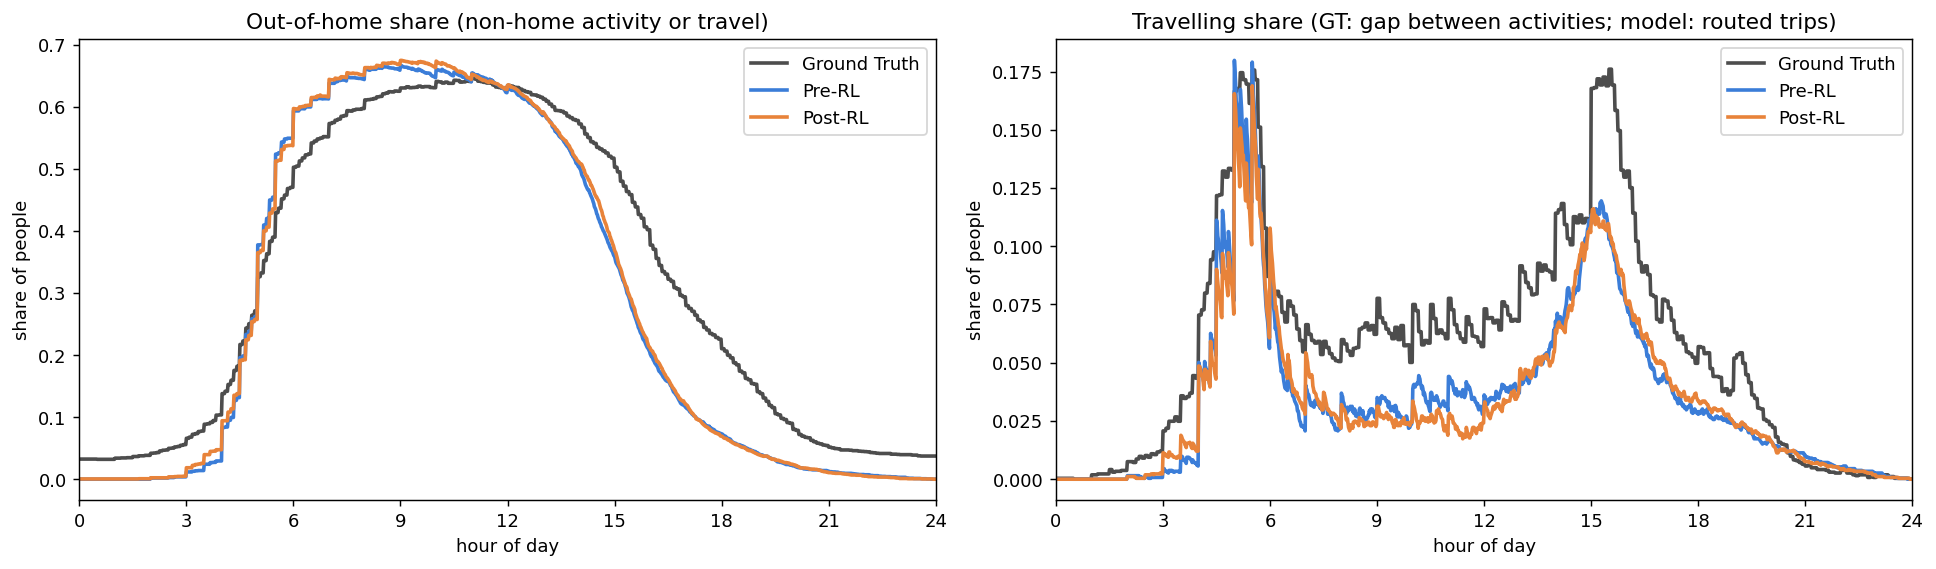 Out-of-home share (non-home activity or travel)
share of people
0.7
0.6
0.5
0.4
0.3
0.2
0.1
0.0
Ground Truth
Pre-RL
Post-RL
0 3 6 9 12 15 18 21 24
hour of day
Travelling share (GT: gap between activities; model: routed trips)
share of people
0.175
0.150
0.125
0.100
0.075
0.050
0.025
0.000
Ground Truth
Pre-RL
Post-RL
0 3 6 9 12 15 18 21 24
hour of day